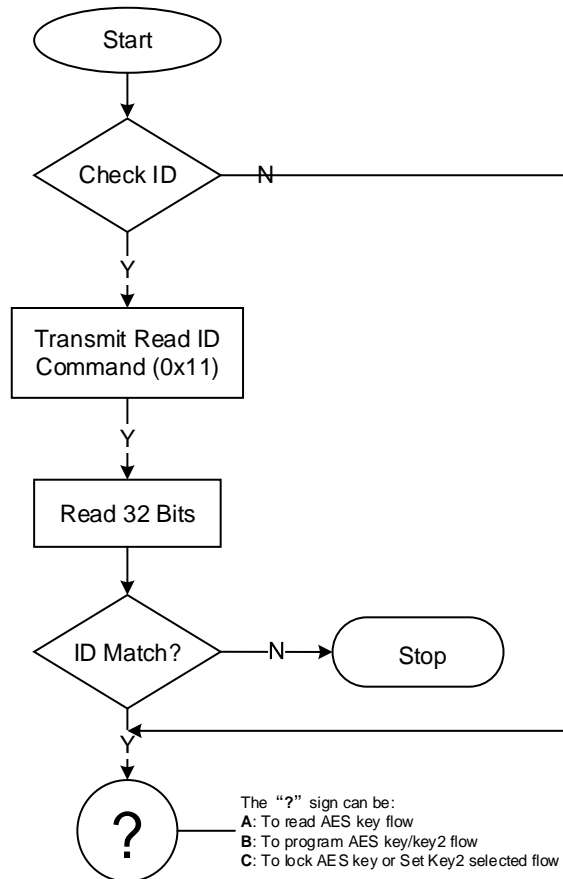 Start
Check ID
N
Y
Transmit Read ID
Command (0x11)
Y
Read 32 Bits
ID Match?
N
Stop
Y
?
The “?” sign can be:
A: To read AES key flow
B: To program AES key/key2 flow
C: To lock AES key or Set Key2 selected flow